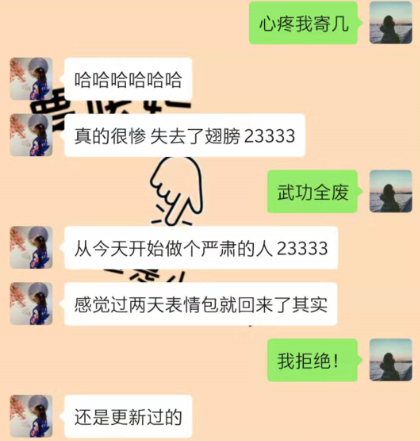 心疼我寄几
哈哈哈哈哈哈
真的很惨 失去了翅膀 23333
武功全废
从今天开始做个严肃的人 23333
感觉过两天表情包就回来了其实
我拒绝！
还是更新过的